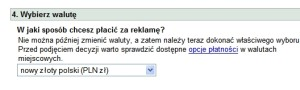 4. Wybierz walutę
W jaki sposób chcesz płacić za reklamę?
Nie można później zmienić waluty, a zatem należy teraz dokonać właściwego wyboru
Przed podjęciem decyzji warto sprawdzić dostępne opcje płatności w walutach
miejscowych.
nowy złoty polski (PLN zł)